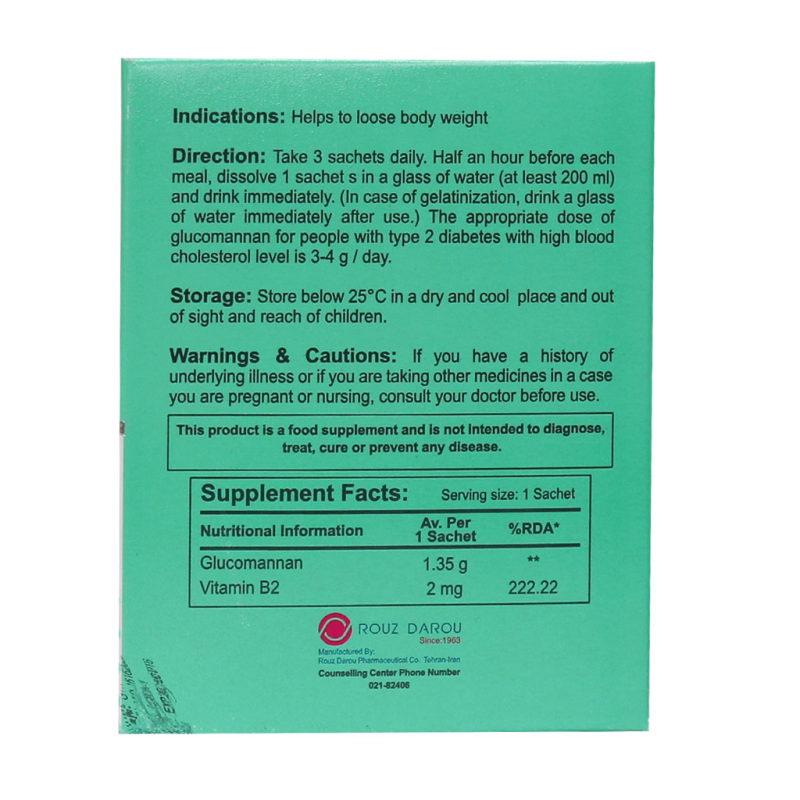 Indications: Helps to loose body weight
Direction: Take 3 sachets daily. Half an hour before each
meal, dissolve 1 sachet s in a glass of water (at least 200 ml)
and drink immediately. (In case of gelatinization, drink a glass
of water immediately after use.) The appropriate dose of
glucomannan for people with type 2 diabetes with high blood
cholesterol level is 3-4 g / day.
Storage: Store below 25°C in a dry and cool place and out
of sight and reach of children.
Warnings & Cautions: If you have a history of
underlying illness or if you are taking other medicines in a case
you are pregnant or nursing, consult your doctor before use.
This product is a food supplement and is not intended to diagnose,
treat, cure or prevent any disease.
Supplement Facts: Serving size: 1 Sachet
Nutritional Information Av. Per 1 Sachet %RDA*
Glucomannan 1.35 g **
Vitamin B2 2 mg 222.22
ROUZ DAROU
Since:1963
Manufactured By:
Rouz Darou Pharmaceutical Co. Tehran-Iran
Counselling Center Phone Number
021-82406